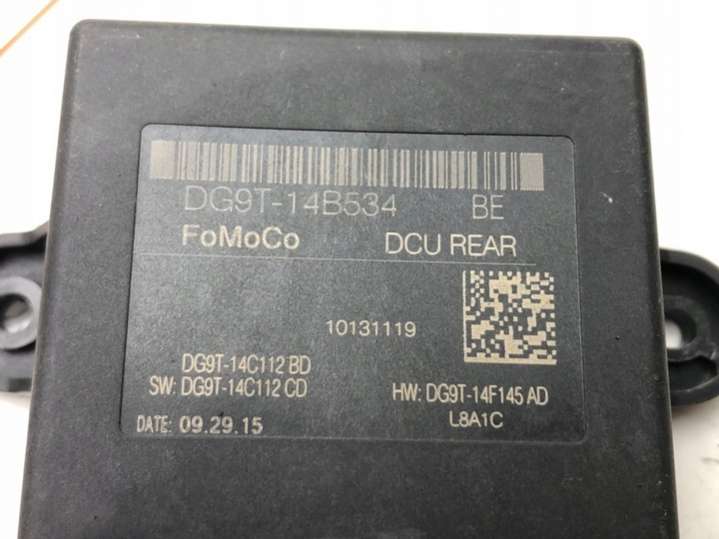 DG9T-14B534 BE
FoMoCo DCU REAR
10131119
DG9T-14C112 BD
SW: DG9T-14C112 CD HW: DG9T-14F145 AD
DATE: 09.29.15 L8A1C